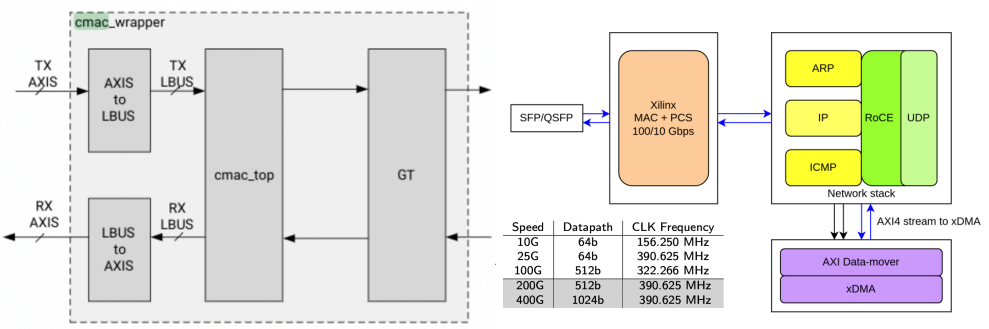 cmac_wrapper
TX
AXIS
AXIS
to
LBUS
TX
LBUS
cmac_top
GT
RX
AXIS
LBUS
to
AXIS
RX
LBUS
SFP/QSFP
Xilinx
MAC + PCS
100/10 Gbps
ARP
IP
ICMP
RoCE
UDP
Network stack
AXI4 stream to xDMA
AXI Data-mover
xDMA
Speed Datapath CLK Frequency
10G 64b 156.250 MHz
25G 64b 390.625 MHz
100G 512b 322.266 MHz
200G 512b 390.625 MHz
400G 1024b 390.625 MHz